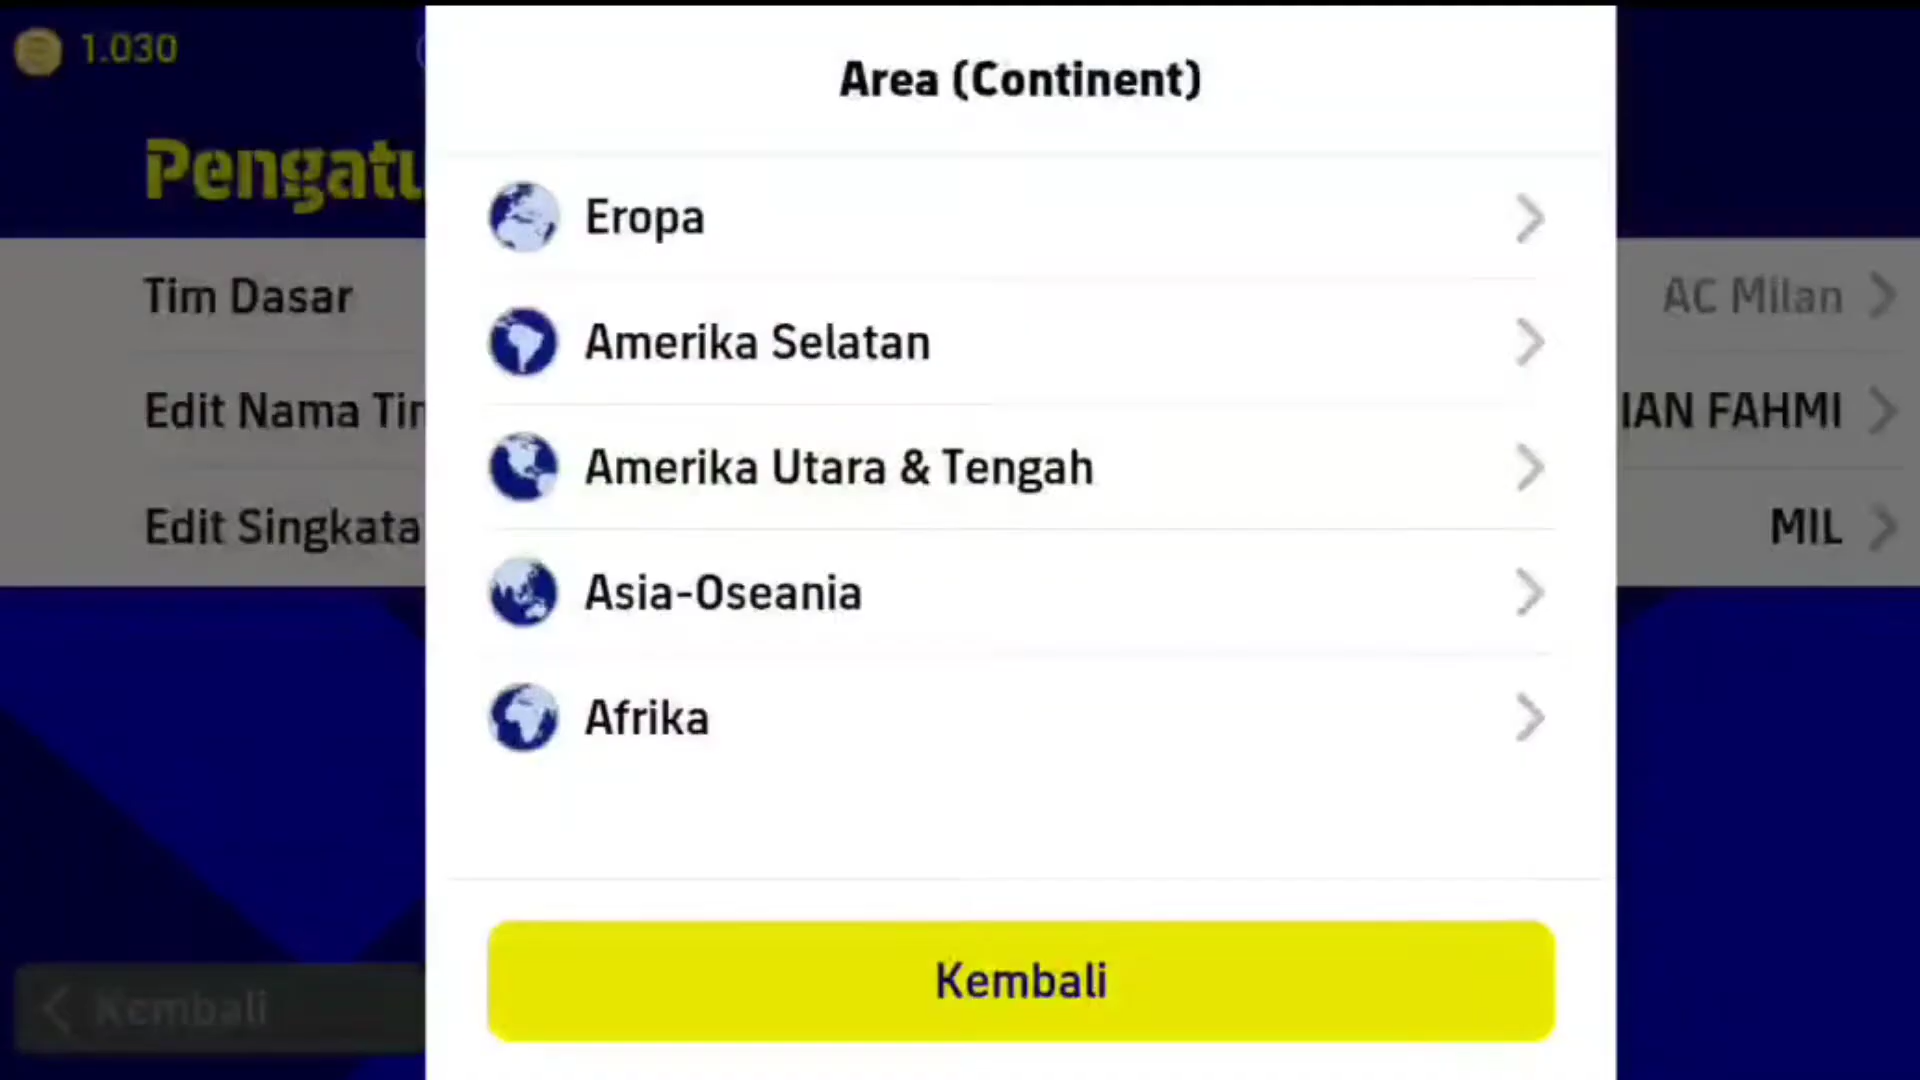 1.030
Area (Continent)
Pengatu
Eropa
Tim Dasar
AC Milan
Amerika Selatan
Edit Nama Tim
IAN FAHMI
Amerika Utara & Tengah
Edit Singkata
MIL
Asia-Oseania
Afrika
Kembali
Kembali